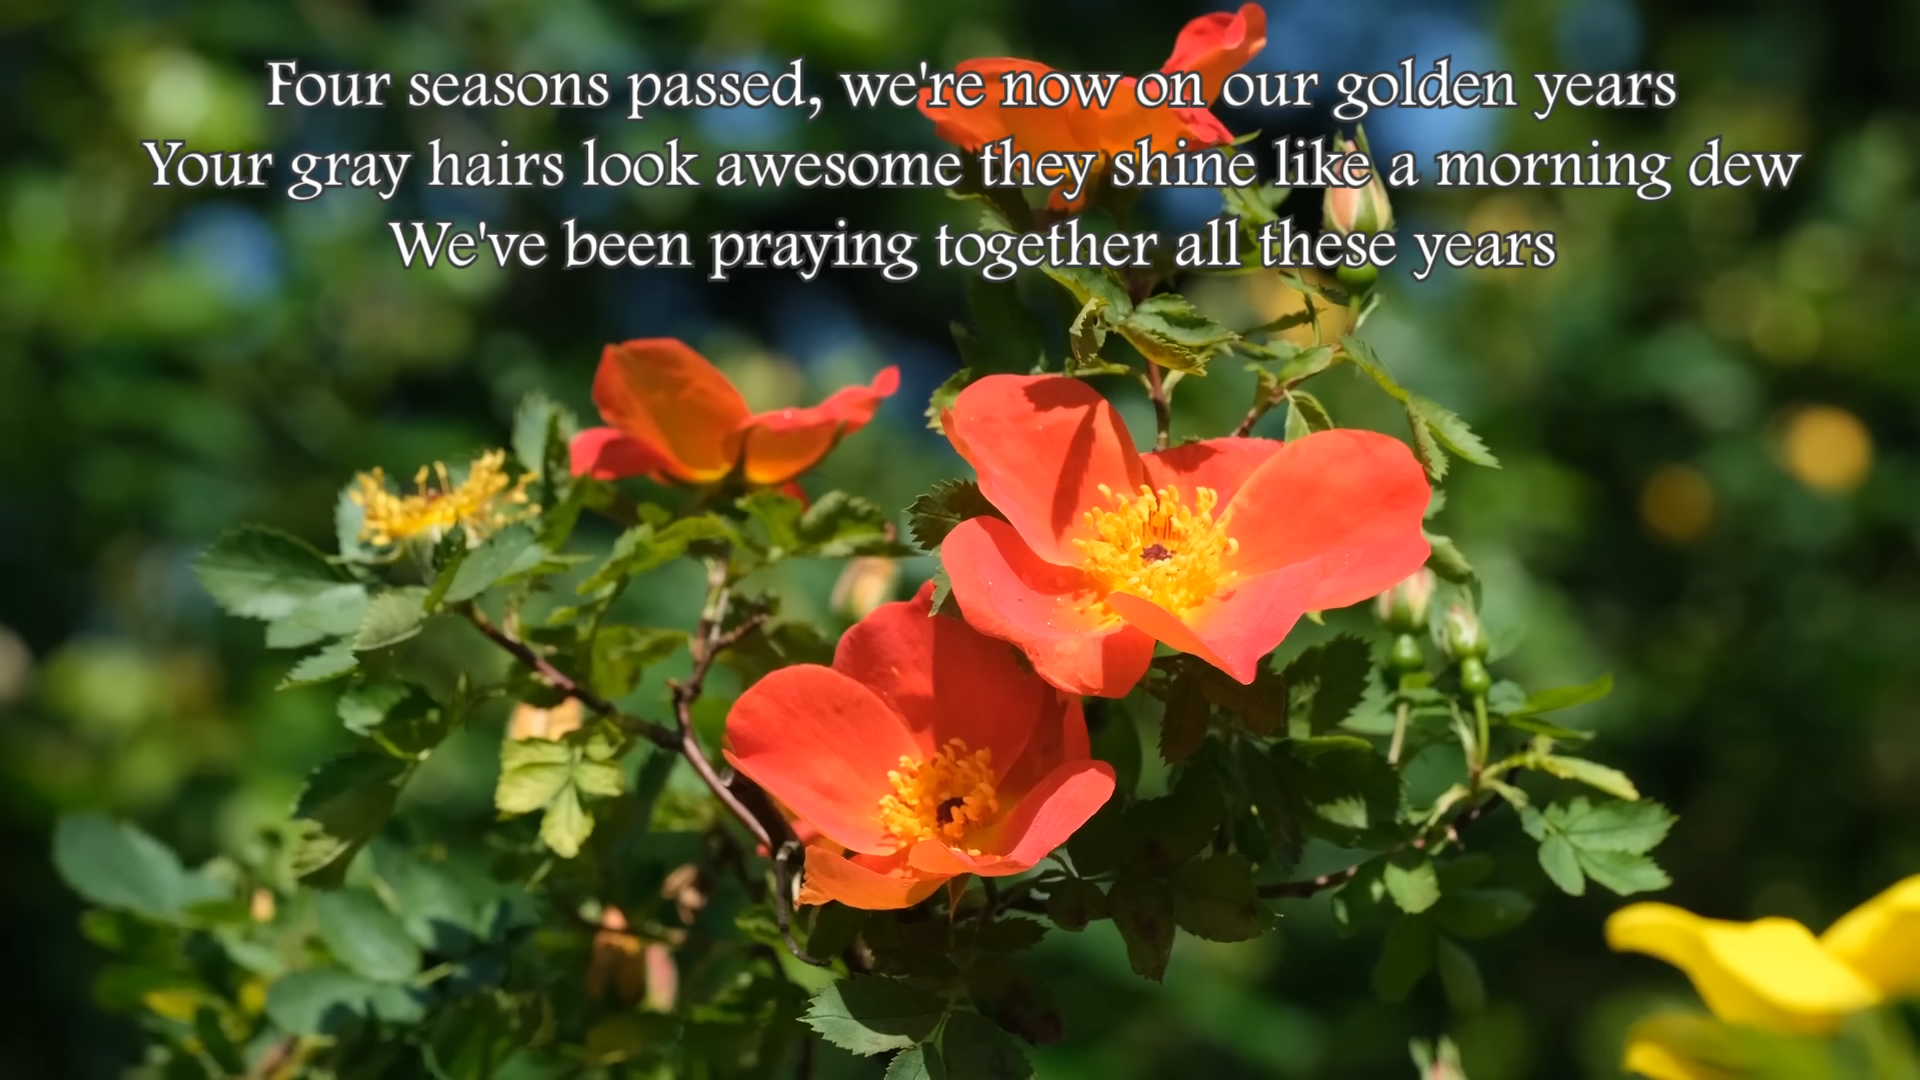 Four seasons passed, we're now on our golden years
Your gray hairs look awesome they shine like a morning dew
We've been praying together all these years